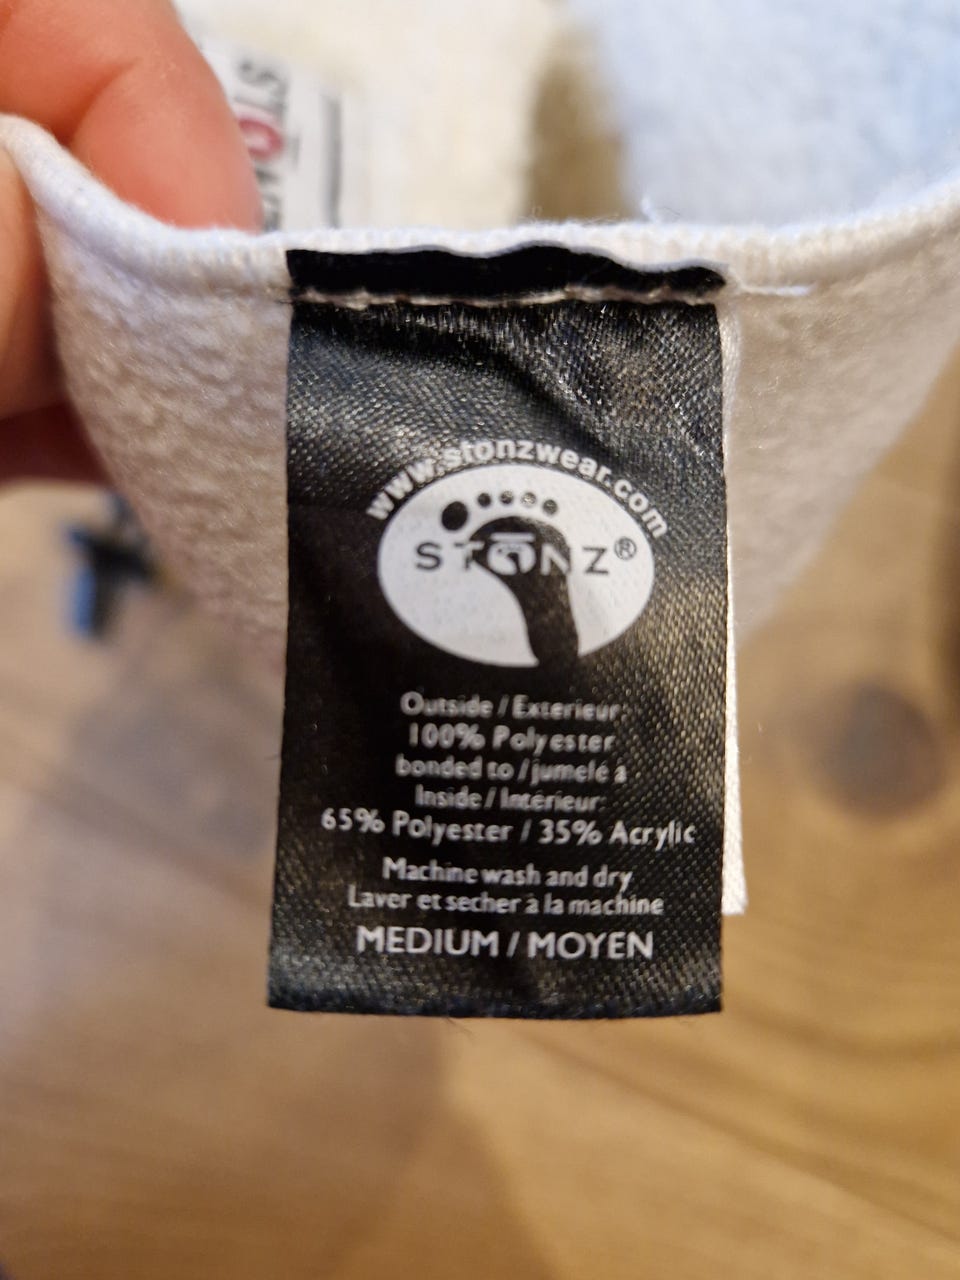 www.stonzwear.com
STŌNZ®
Outside / Exterieur:
100% Polyester
bonded to / jumelé à
Inside / Intérieur:
65% Polyester / 35% Acrylic
Machine wash and dry
Laver et secher à la machine
MEDIUM / MOYEN